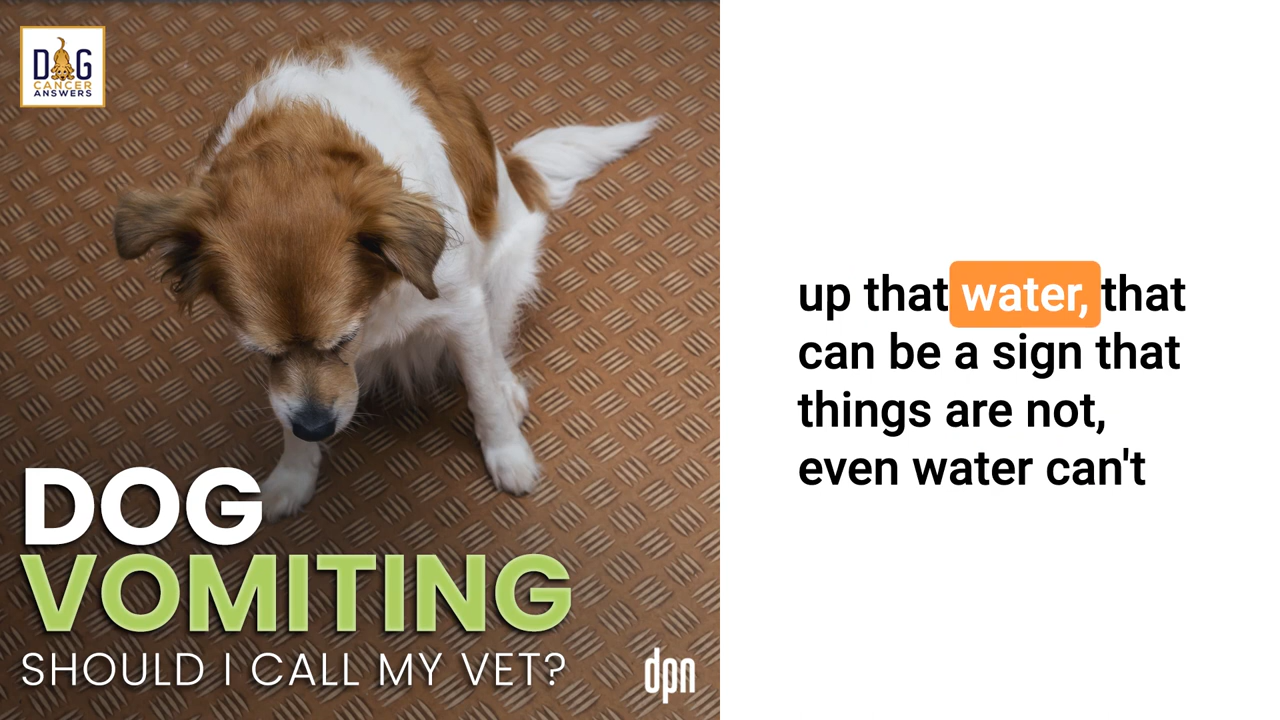 DOG
CANCER
ANSWERS
DOG
VOMITING
SHOULD I CALL MY VET?
dpn
up that water, that
can be a sign that
things are not,
even water can't